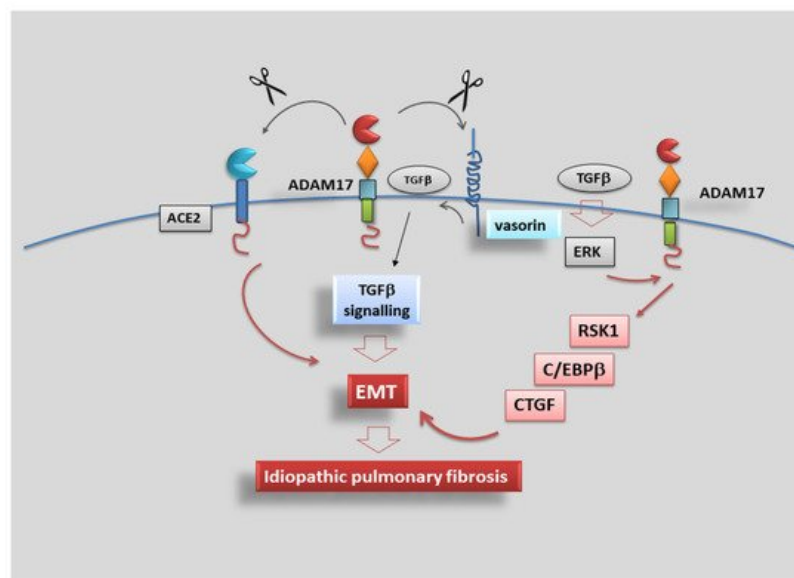 ADAM17
TGFβ
TGFβ
ADAM17
ACE2
vasorin
ERK
TGFβ
signalling
RSK1
C/EBPβ
EMT
CTGF
Idiopathic pulmonary fibrosis